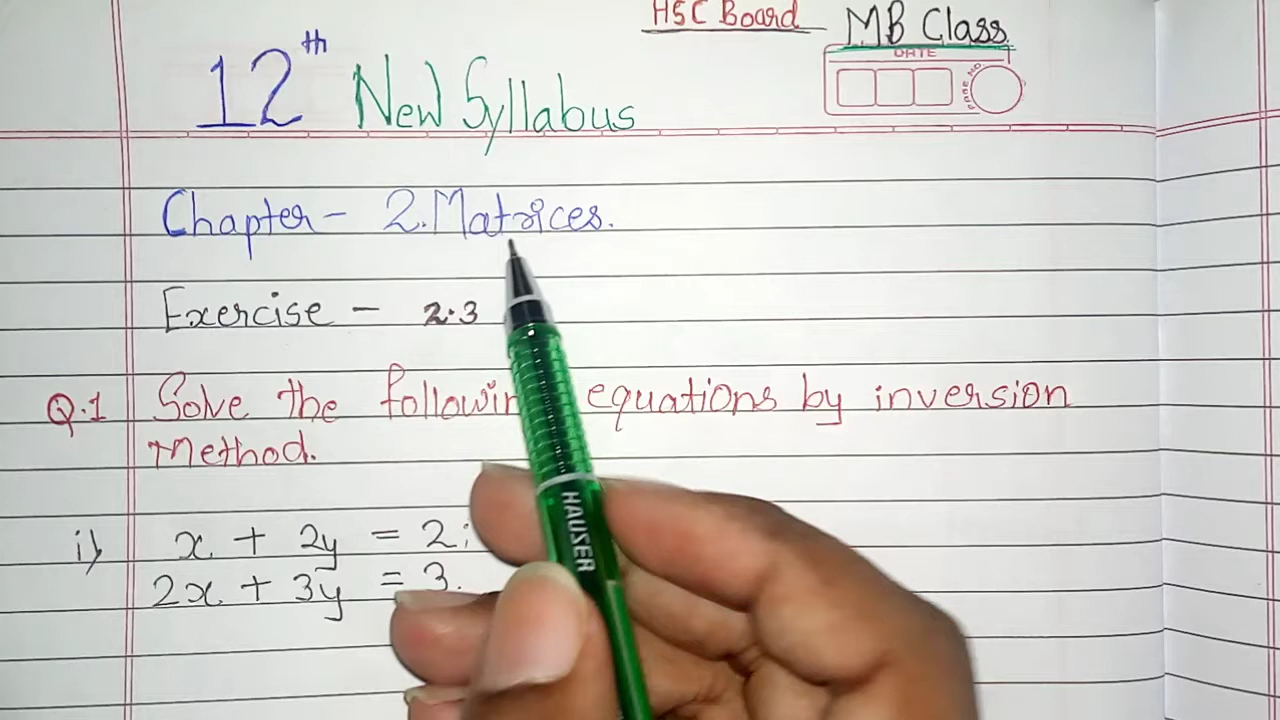 HSC Board
MB Class
DATE
PAGE NO.
12th New Syllabus
Chapter - 2.Matrices.
Exercise - 2.3
Q.1 Solve the followin equations by inversion
Method.
i) x + 2y = 2;
2x + 3y = 3.
HAUSER